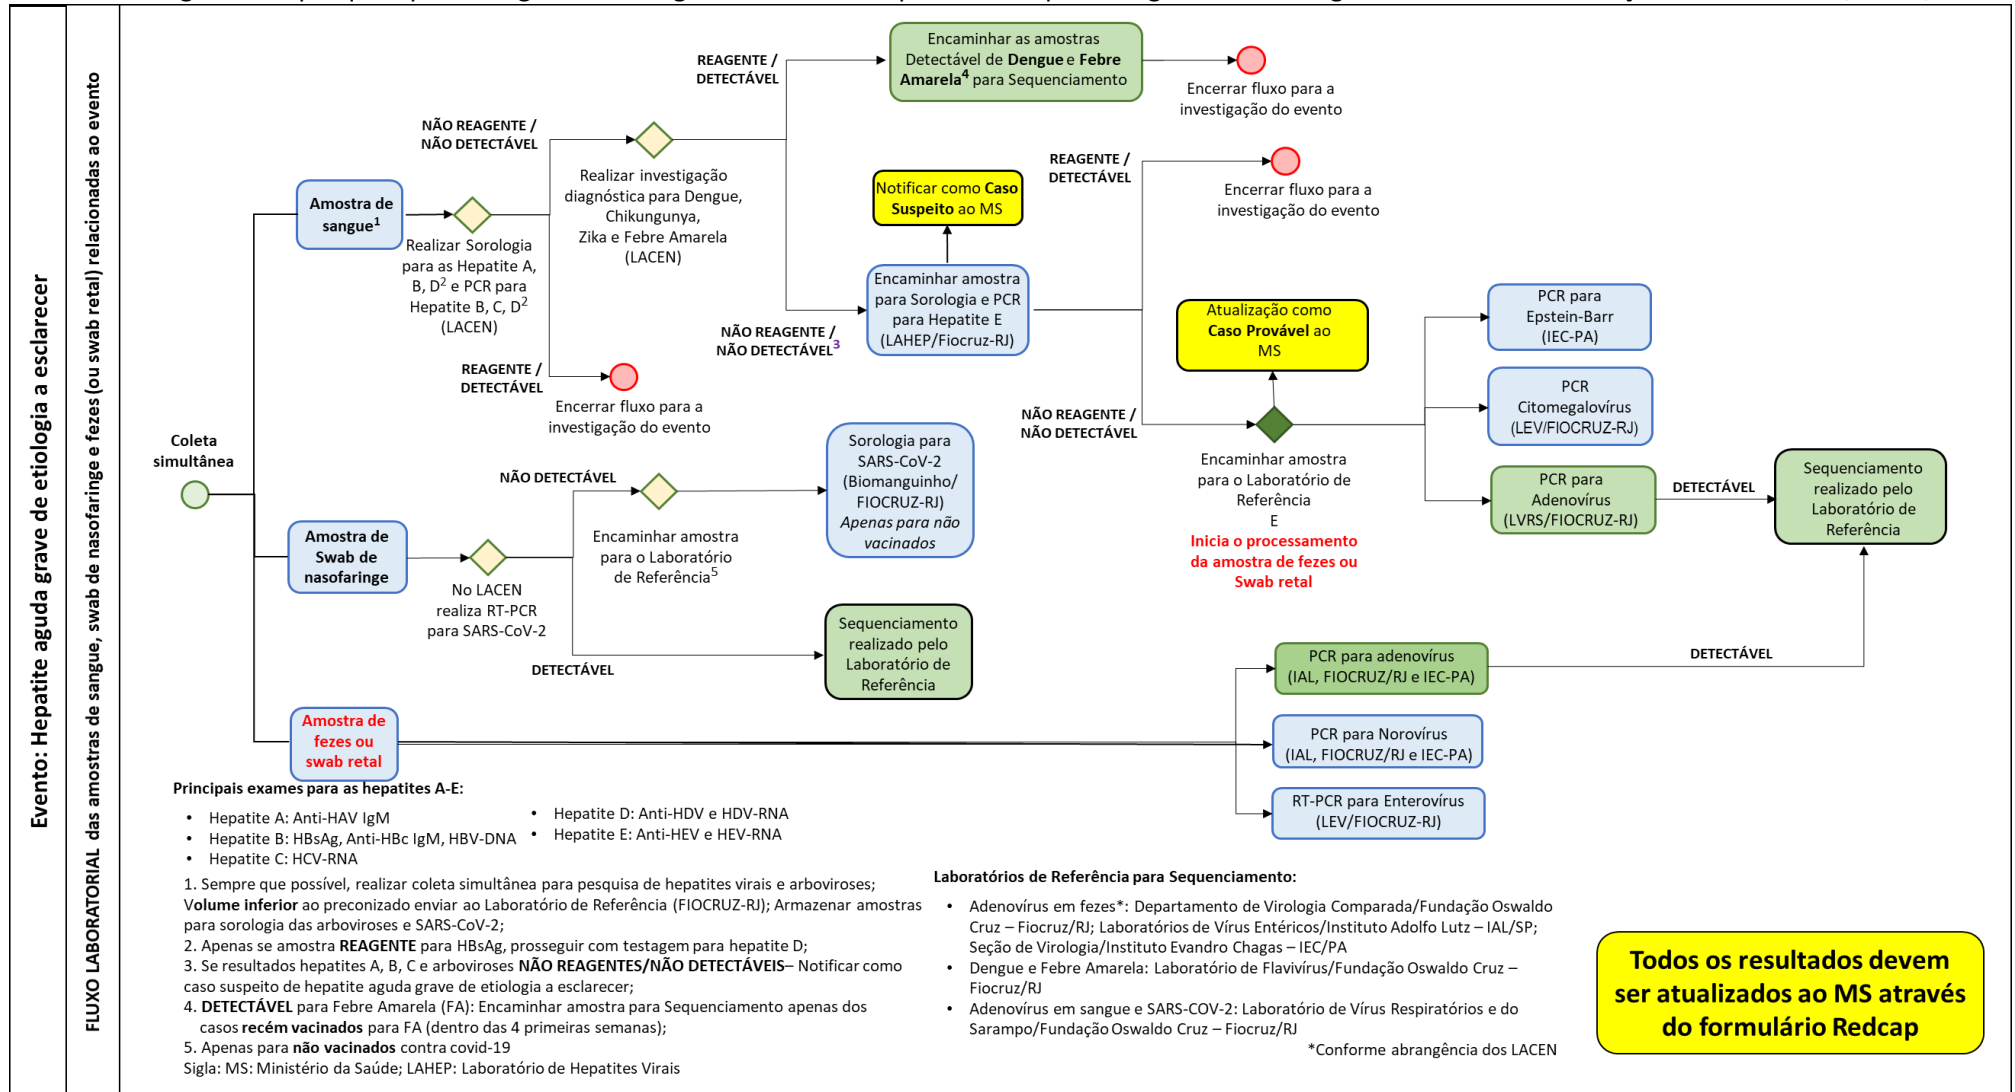 Evento: Hepatite aguda grave de etiologia a esclarecer
FLUXO LABORATORIAL das amostras de sangue, swab de nasofaringe e fezes (ou swab retal) relacionadas ao evento
Coleta
simultânea
Amostra de
sangue1
Realizar Sorologia
para as Hepatite A,
B, D2 e PCR para
Hepatite B, C, D2
(LACEN)
NÃO REAGENTE /
NÃO DETECTÁVEL
REAGENTE /
DETECTÁVEL
Encerrar fluxo para a
investigação do evento
Realizar investigação
diagnóstica para Dengue,
Chikungunya,
Zika e Febre Amarela
(LACEN)
REAGENTE /
DETECTÁVEL
Encaminhar as amostras
Detectável de Dengue e Febre
Amarela4 para Sequenciamento
Encerrar fluxo para a
investigação do evento
NÃO REAGENTE /
NÃO DETECTÁVEL3
Notificar como Caso
Suspeito ao MS
Encaminhar amostra
para Sorologia e PCR
para Hepatite E
(LAHEP/Fiocruz-RJ)
REAGENTE /
DETECTÁVEL
Encerrar fluxo para a
investigação do evento
NÃO REAGENTE /
NÃO DETECTÁVEL
Atualização como
Caso Provável ao
MS
Encaminhar amostra
para o Laboratório de
Referência
E
Inicia o processamento
da amostra de fezes ou
Swab retal
PCR para
Epstein-Barr
(IEC-PA)
PCR
Citomegalovírus
(LEV/FIOCRUZ-RJ)
PCR para
Adenovírus
(LVRS/FIOCRUZ-RJ)
DETECTÁVEL
Sequenciamento
realizado pelo
Laboratório de
Referência
Amostra de
Swab de
nasofaringe
No LACEN
realiza RT-PCR
para SARS-CoV-2
NÃO DETECTÁVEL
Encaminhar amostra
para o Laboratório
de Referência5
Sorologia para
SARS-CoV-2
(Biomanguinho/
FIOCRUZ-RJ)
Apenas para não
vacinados
DETECTÁVEL
Sequenciamento
realizado pelo
Laboratório de
Referência
Amostra de
fezes ou
swab retal
PCR para adenovírus
(IAL, FIOCRUZ/RJ e IEC-PA)
DETECTÁVEL
PCR para Norovírus
(IAL, FIOCRUZ/RJ e IEC-PA)
RT-PCR para Enterovírus
(LEV/FIOCRUZ-RJ)
Principais exames para as hepatites A-E:
• Hepatite A: Anti-HAV IgM
• Hepatite B: HBsAg, Anti-HBc IgM, HBV-DNA
• Hepatite C: HCV-RNA
• Hepatite D: Anti-HDV e HDV-RNA
• Hepatite E: Anti-HEV e HEV-RNA
1. Sempre que possível, realizar coleta simultânea para pesquisa de hepatites virais e arboviroses;
Volume inferior ao preconizado enviar ao Laboratório de Referência (FIOCRUZ-RJ); Armazenar amostras
para sorologia das arboviroses e SARS-CoV-2;
2. Apenas se amostra REAGENTE para HBsAg, prosseguir com testagem para hepatite D;
3. Se resultados hepatites A, B, C e arboviroses NÃO REAGENTES/NÃO DETECTÁVEIS– Notificar como
caso suspeito de hepatite aguda grave de etiologia a esclarecer;
4. DETECTÁVEL para Febre Amarela (FA): Encaminhar amostra para Sequenciamento apenas dos
casos recém vacinados para FA (dentro das 4 primeiras semanas);
5. Apenas para não vacinados contra covid-19
Sigla: MS: Ministério da Saúde; LAHEP: Laboratório de Hepatites Virais
Laboratórios de Referência para Sequenciamento:
• Adenovírus em fezes*: Departamento de Virologia Comparada/Fundação Oswaldo
Cruz – Fiocruz/RJ; Laboratórios de Vírus Entéricos/Instituto Adolfo Lutz – IAL/SP;
Seção de Virologia/Instituto Evandro Chagas – IEC/PA
• Dengue e Febre Amarela: Laboratório de Flavivírus/Fundação Oswaldo Cruz –
Fiocruz/RJ
• Adenovírus em sangue e SARS-COV-2: Laboratório de Vírus Respiratórios e do
Sarampo/Fundação Oswaldo Cruz – Fiocruz/RJ
*Conforme abrangência dos LACEN
Todos os resultados devem
ser atualizados ao MS através
do formulário Redcap